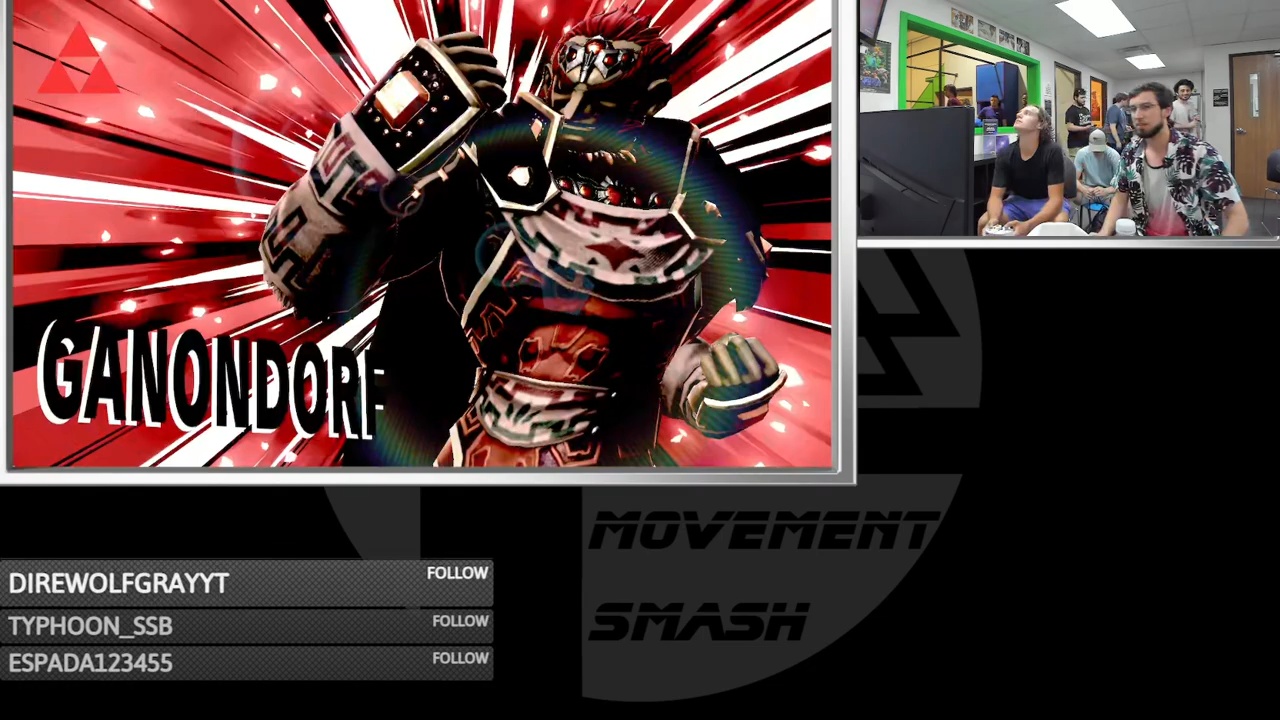 GANONDORF
MOVEMENT
SMASH
DIREWOLFGRAYYT FOLLOW
TYPHOON_SSB FOLLOW
ESPADA123455 FOLLOW